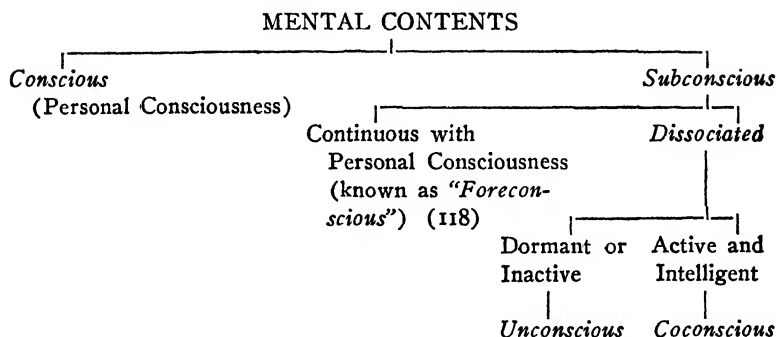 MENTAL CONTENTS
Conscious Subconscious
(Personal Consciousness)
Continuous with Dissociated
Personal Consciousness
(known as "Forecon-
scious") (118)
Dormant or Active and
Inactive Intelligent
Unconscious Coconscious